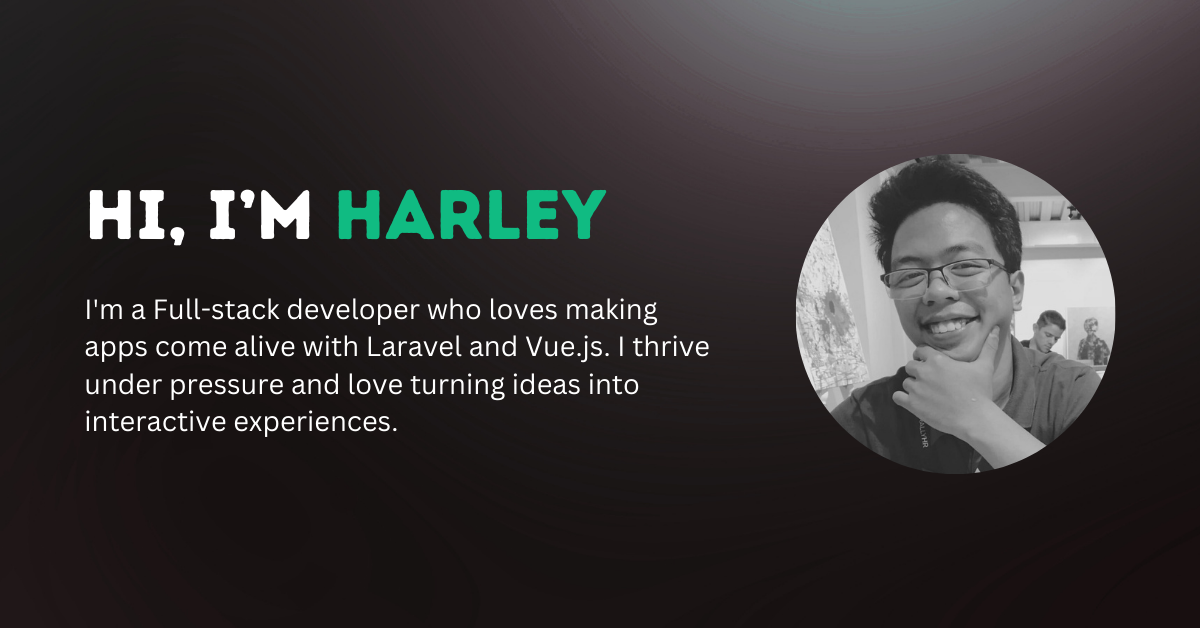 HI, I'M HARLEY
I'm a Full-stack developer who loves making
apps come alive with Laravel and Vue.js. I thrive
under pressure and love turning ideas into
interactive experiences.